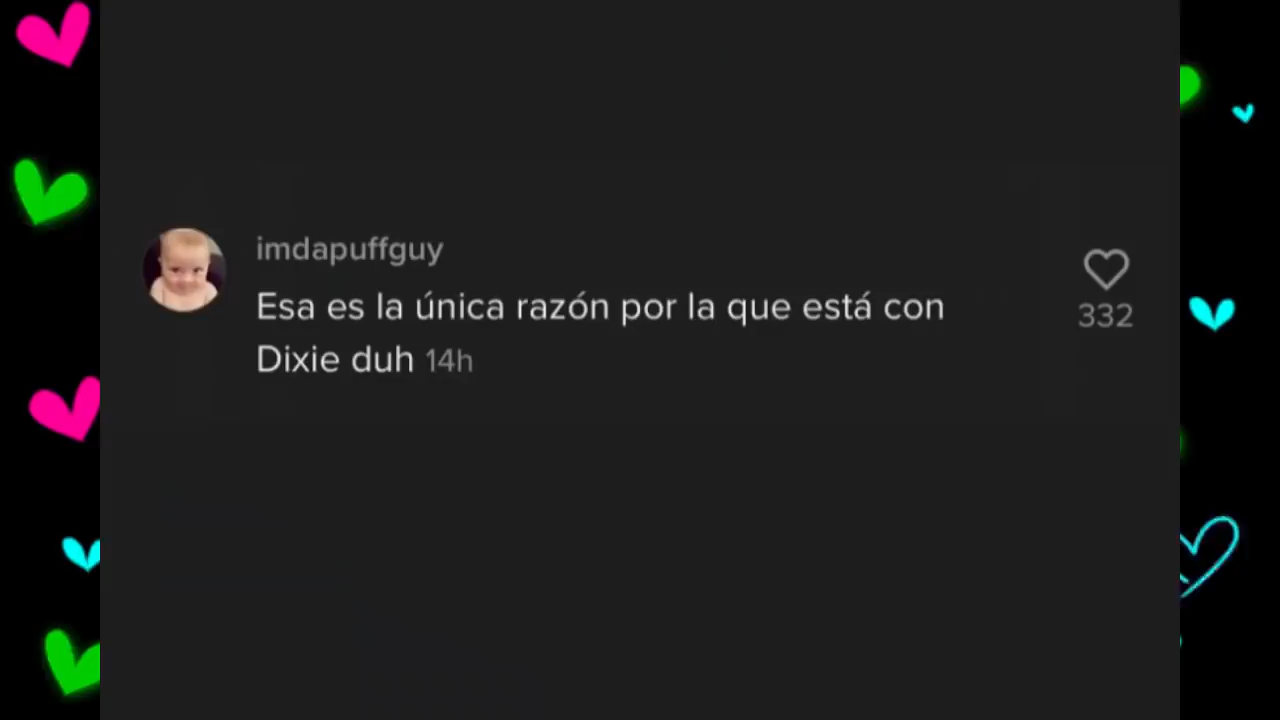 imdapuffguy
Esa es la única razón por la que está con
Dixie duh 14h
332